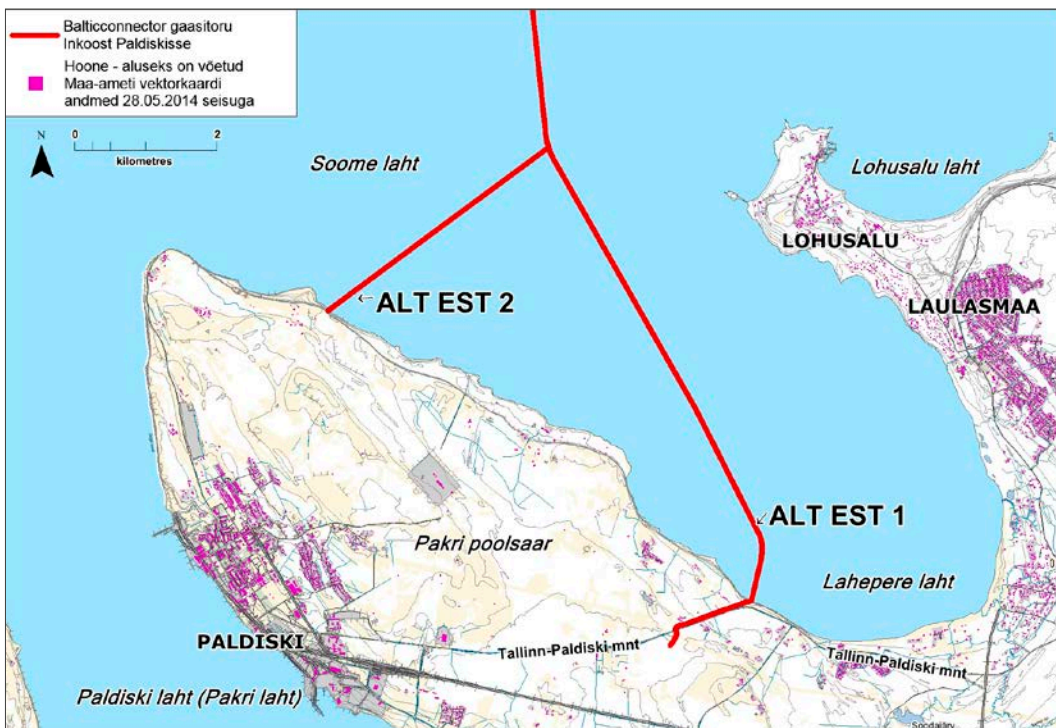 Balticconnector gaasitoru
Inkoost Paldiskisse
Hoone - aluseks on võetud
Maa-ameti vektorkaardi
andmed 28.05.2014 seisuga
N
0 2
kilometres
Soome laht
Lohusalu laht
LOHUSALU
LAULASMAA
←ALT EST 2
ALT EST 1
Pakri poolsaar
Lahepere laht
PALDISKI
Tallinn-Paldiski mnt
Tallinn-Paldiski mnt
Paldiski laht (Pakri laht)